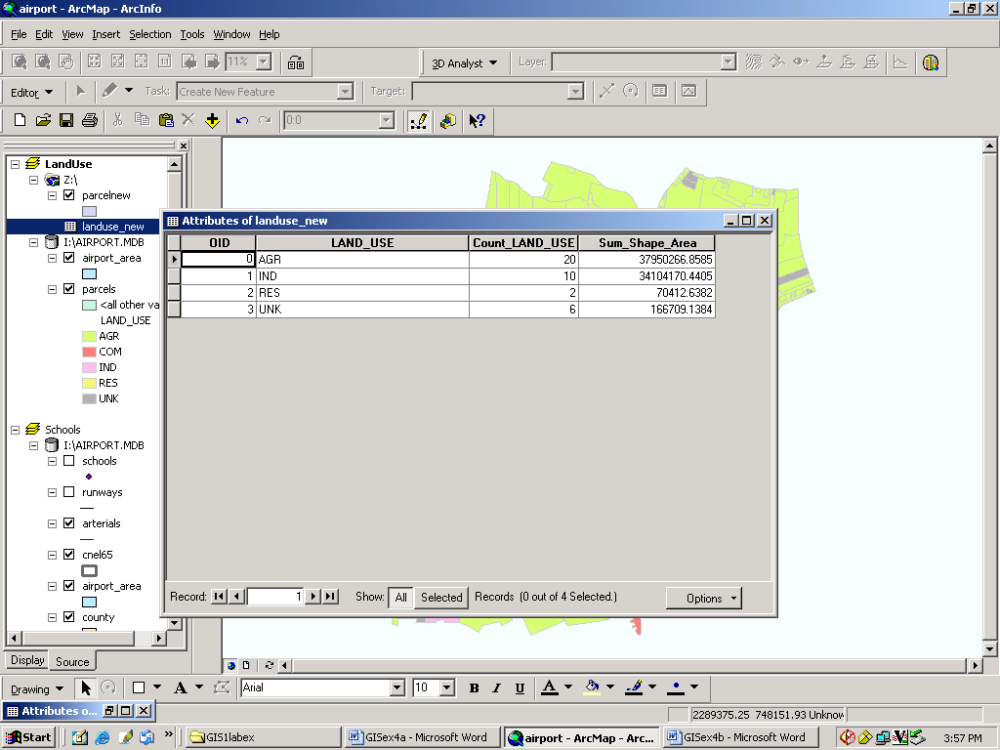 airport - ArcMap - ArcInfo
File Edit View Insert Selection Tools Window Help
11% 3D Analyst Layer:
Editor Task: Create New Feature Target:
0:0
LandUse
Z:\
parcelnew
landuse_new
I:\AIRPORT.MDB
airport_area
parcels
<all other va
LAND_USE
AGR
COM
IND
RES
UNK
Schools
I:\AIRPORT.MDB
schools
runways
arterials
cnel65
airport_area
county
Display Source
Attributes of landuse_new
OID LAND_USE Count_LAND_USE Sum_Shape_Area
0 AGR 20 37950266.8585
1 IND 10 34104170.4405
2 RES 2 70412.6382
3 UNK 6 166709.1384
Record: 1 Show: All Selected Records (0 out of 4 Selected.) Options
Drawing A Arial 10 B I U A
Attributes o...
2289375.25 748151.93 Unknow
Start » GIS1labex GISex4a - Microsoft Word airport - ArcMap - Arc... GISex4b - Microsoft Word 3:57 PM